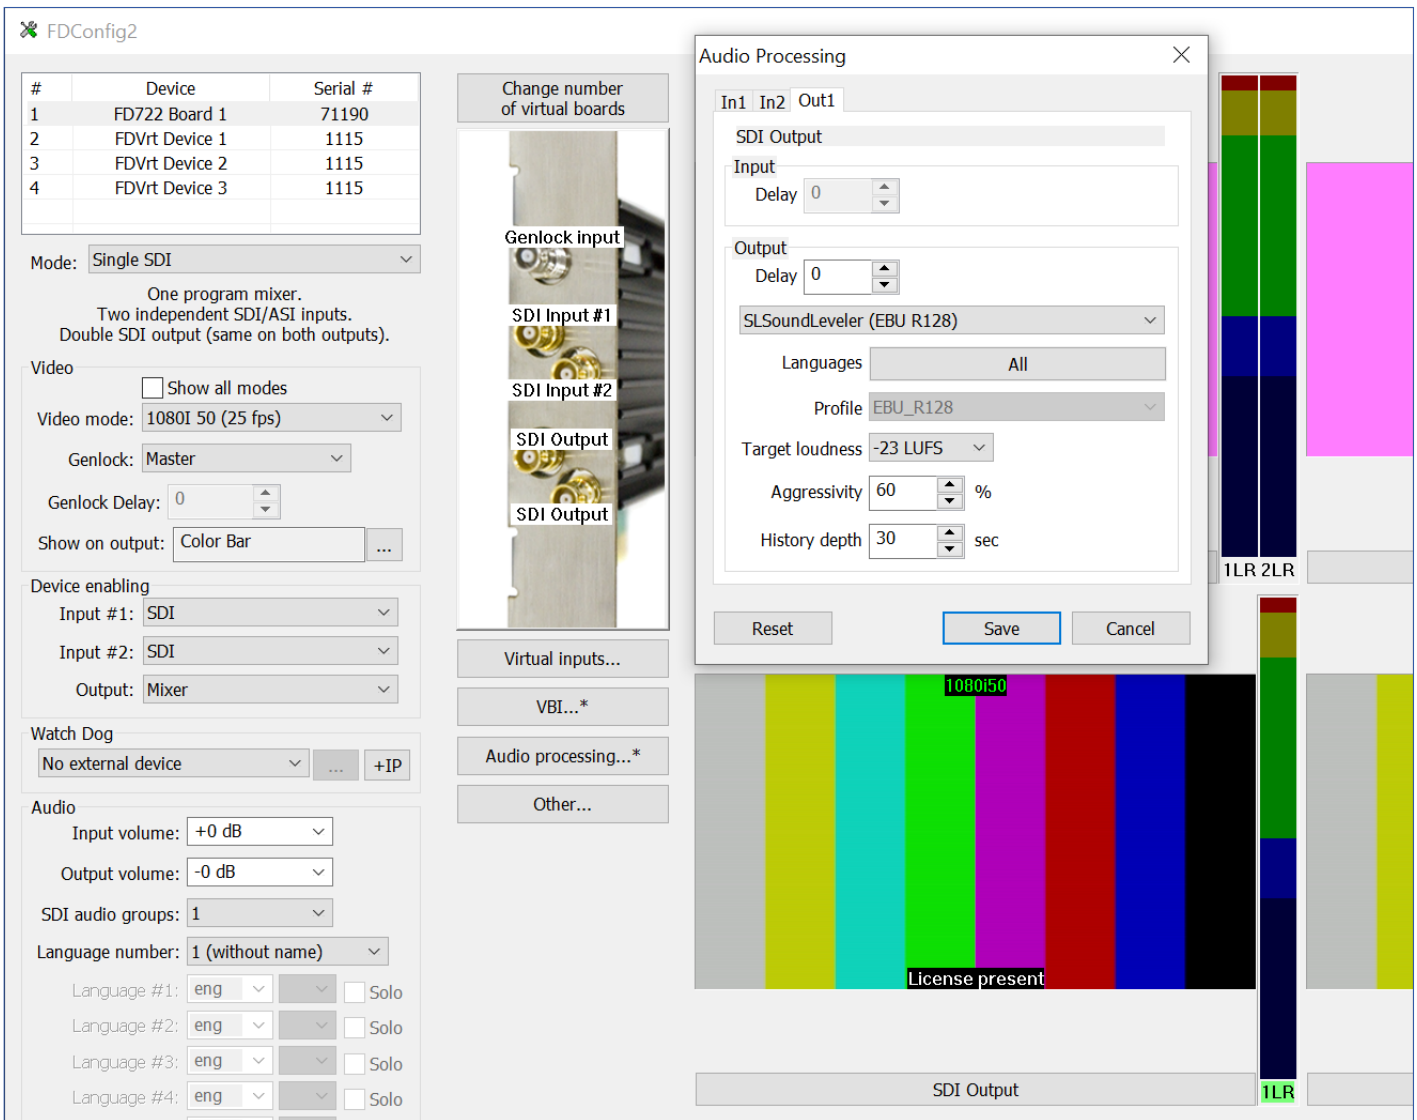 FDConfig2
# Device Serial #
1 FD722 Board 1 71190
2 FDVrt Device 1 1115
3 FDVrt Device 2 1115
4 FDVrt Device 3 1115
Mode: Single SDI
One program mixer.
Two independent SDI/ASI inputs.
Double SDI output (same on both outputs).
Video
Show all modes
Video mode: 1080I 50 (25 fps)
Genlock: Master
Genlock Delay: 0
Show on output: Color Bar ...
Device enabling
Input #1: SDI
Input #2: SDI
Output: Mixer
Watch Dog
No external device ... +IP
Audio
Input volume: +0 dB
Output volume: -0 dB
SDI audio groups: 1
Language number: 1 (without name)
Language #1: eng Solo
Language #2: eng Solo
Language #3: eng Solo
Language #4: eng Solo
Change number
of virtual boards
Genlock input
SDI Input #1
SDI Input #2
SDI Output
SDI Output
Virtual inputs...
VBI...*
Audio processing...*
Other...
Audio Processing
In1 In2 Out1
SDI Output
Input
Delay 0
Output
Delay 0
SLSoundLeveler (EBU R128)
Languages All
Profile EBU_R128
Target loudness -23 LUFS
Aggressivity 60 %
History depth 30 sec
Reset Save Cancel
1LR 2LR
1080i50
License present
SDI Output
1LR